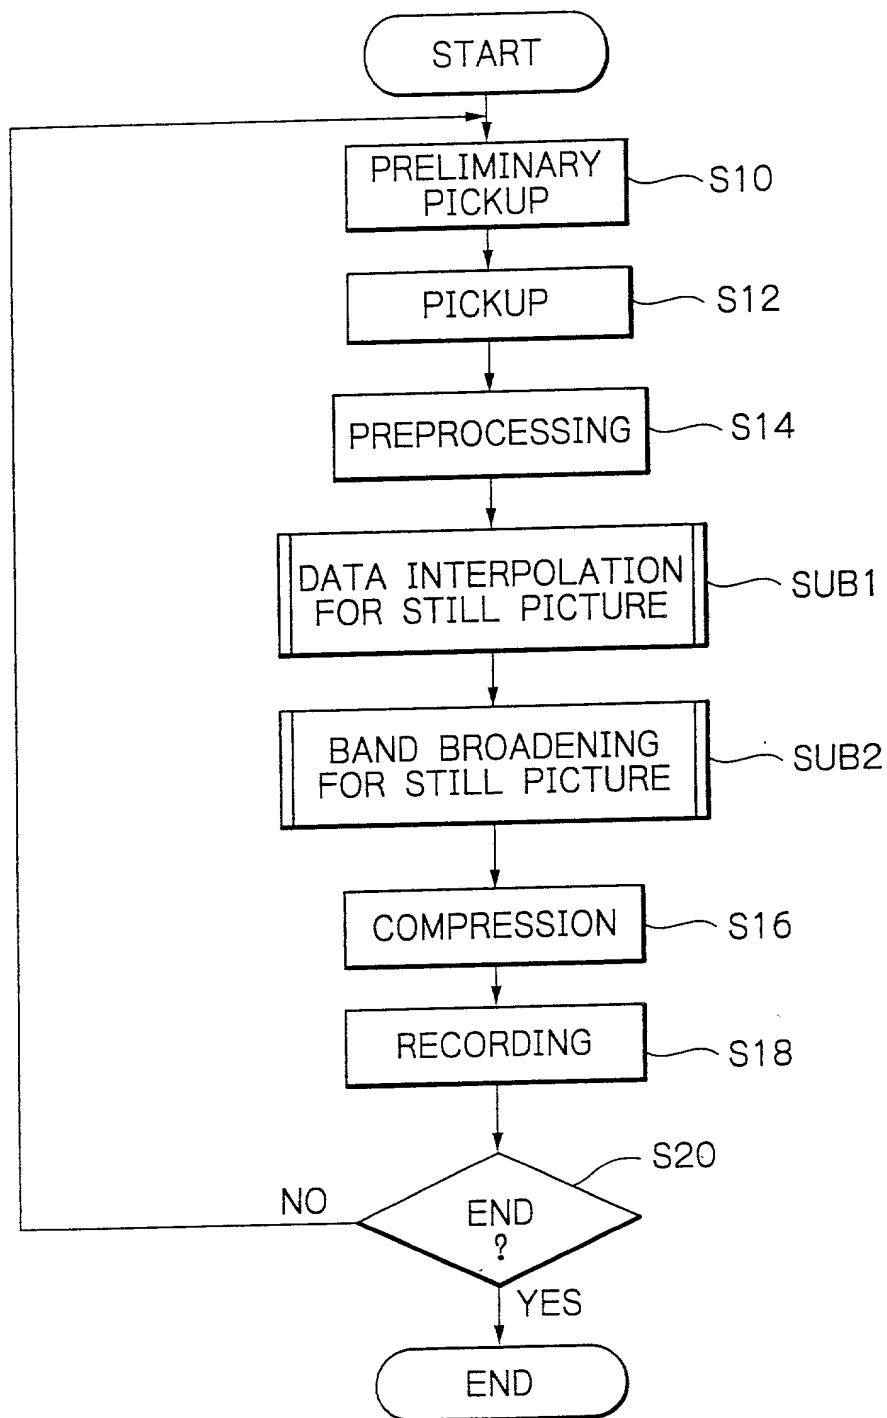 START
PRELIMINARY
PICKUP
S10
PICKUP
S12
PREPROCESSING
S14
DATA INTERPOLATION
FOR STILL PICTURE
SUB1
BAND BROADENING
FOR STILL PICTURE
SUB2
COMPRESSION
S16
RECORDING
S18
S20
NO
END
?
YES
END